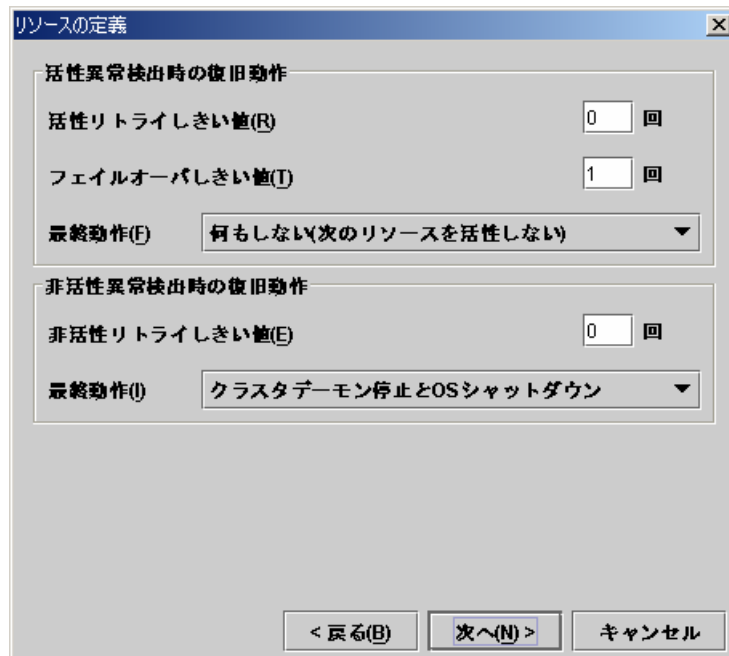 リソースの定義
活性異常検出時の復旧動作
活性リトライしきい値(R) 0 回
フェイルオーバしきい値(T) 1 回
最終動作(F) 何もしない(次のリソースを活性しない)
非活性異常検出時の復旧動作
非活性リトライしきい値(E) 0 回
最終動作(I) クラスタデーモン停止とOSシャットダウン
< 戻る(B) 次へ(N) > キャンセル